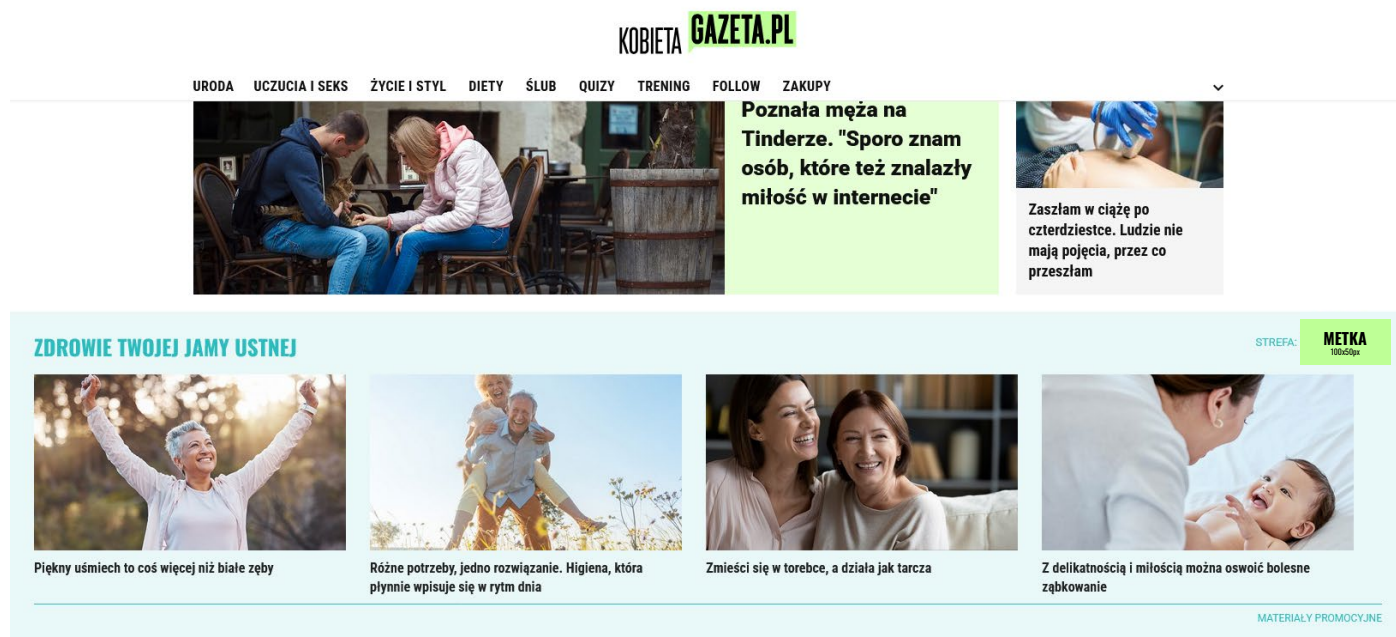 KOBIETA GAZETA.PL
URODA UCZUCIA I SEKS ŻYCIE I STYL DIETY ŚLUB QUIZY TRENING FOLLOW ZAKUPY
Poznała męża na
Tinderze. "Sporo znam
osób, które też znalazły
miłość w internecie"
Zaszłam w ciążę po
czterdziestce. Ludzie nie
mają pojęcia, przez co
przeszłam
ZDROWIE TWOJEJ JAMY USTNEJ
STREFA:
METKA
100x50px
Piękny uśmiech to coś więcej niż białe zęby
Różne potrzeby, jedno rozwiązanie. Higiena, która
płynnie wpisuje się w rytm dnia
Zmieści się w torebce, a działa jak tarcza
Z delikatnością i miłością można oswoić bolesne
ząbkowanie
MATERIAŁY PROMOCYJNE